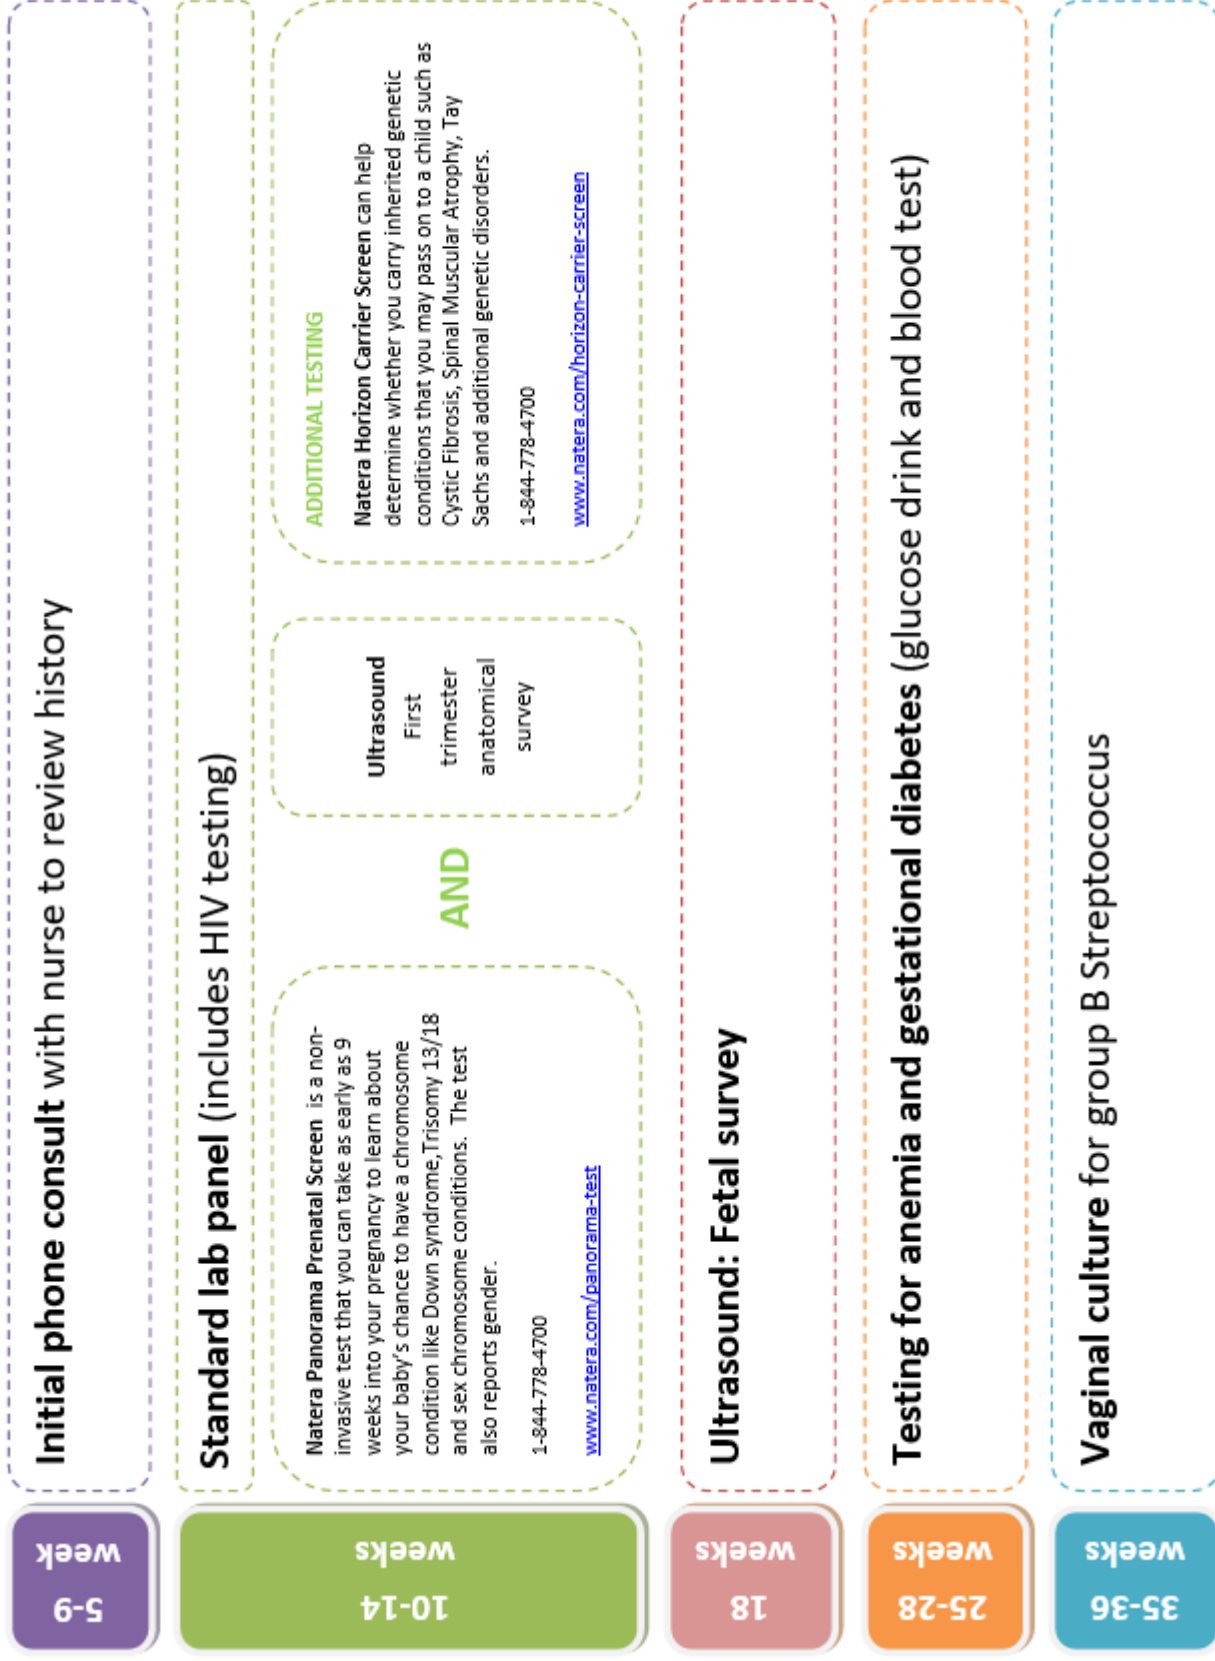 5-9
week
Initial phone consult with nurse to review history
10-14
weeks
Standard lab panel (includes HIV testing)
Natera Panorama Prenatal Screen is a non-
invasive test that you can take as early as 9
weeks into your pregnancy to learn about
your baby's chance to have a chromosome
condition like Down syndrome,Trisomy 13/18
and sex chromosome conditions. The test
also reports gender.
1-844-778-4700
www.natera.com/panorama-test
AND
Ultrasound
First
trimester
anatomical
survey
ADDITIONAL TESTING
Natera Horizon Carrier Screen can help
determine whether you carry inherited genetic
conditions that you may pass on to a child such as
Cystic Fibrosis, Spinal Muscular Atrophy, Tay
Sachs and additional genetic disorders.
1-844-778-4700
www.natera.com/horizon-carrier-screen
18
weeks
Ultrasound: Fetal survey
25-28
weeks
Testing for anemia and gestational diabetes (glucose drink and blood test)
35-36
weeks
Vaginal culture for group B Streptococcus